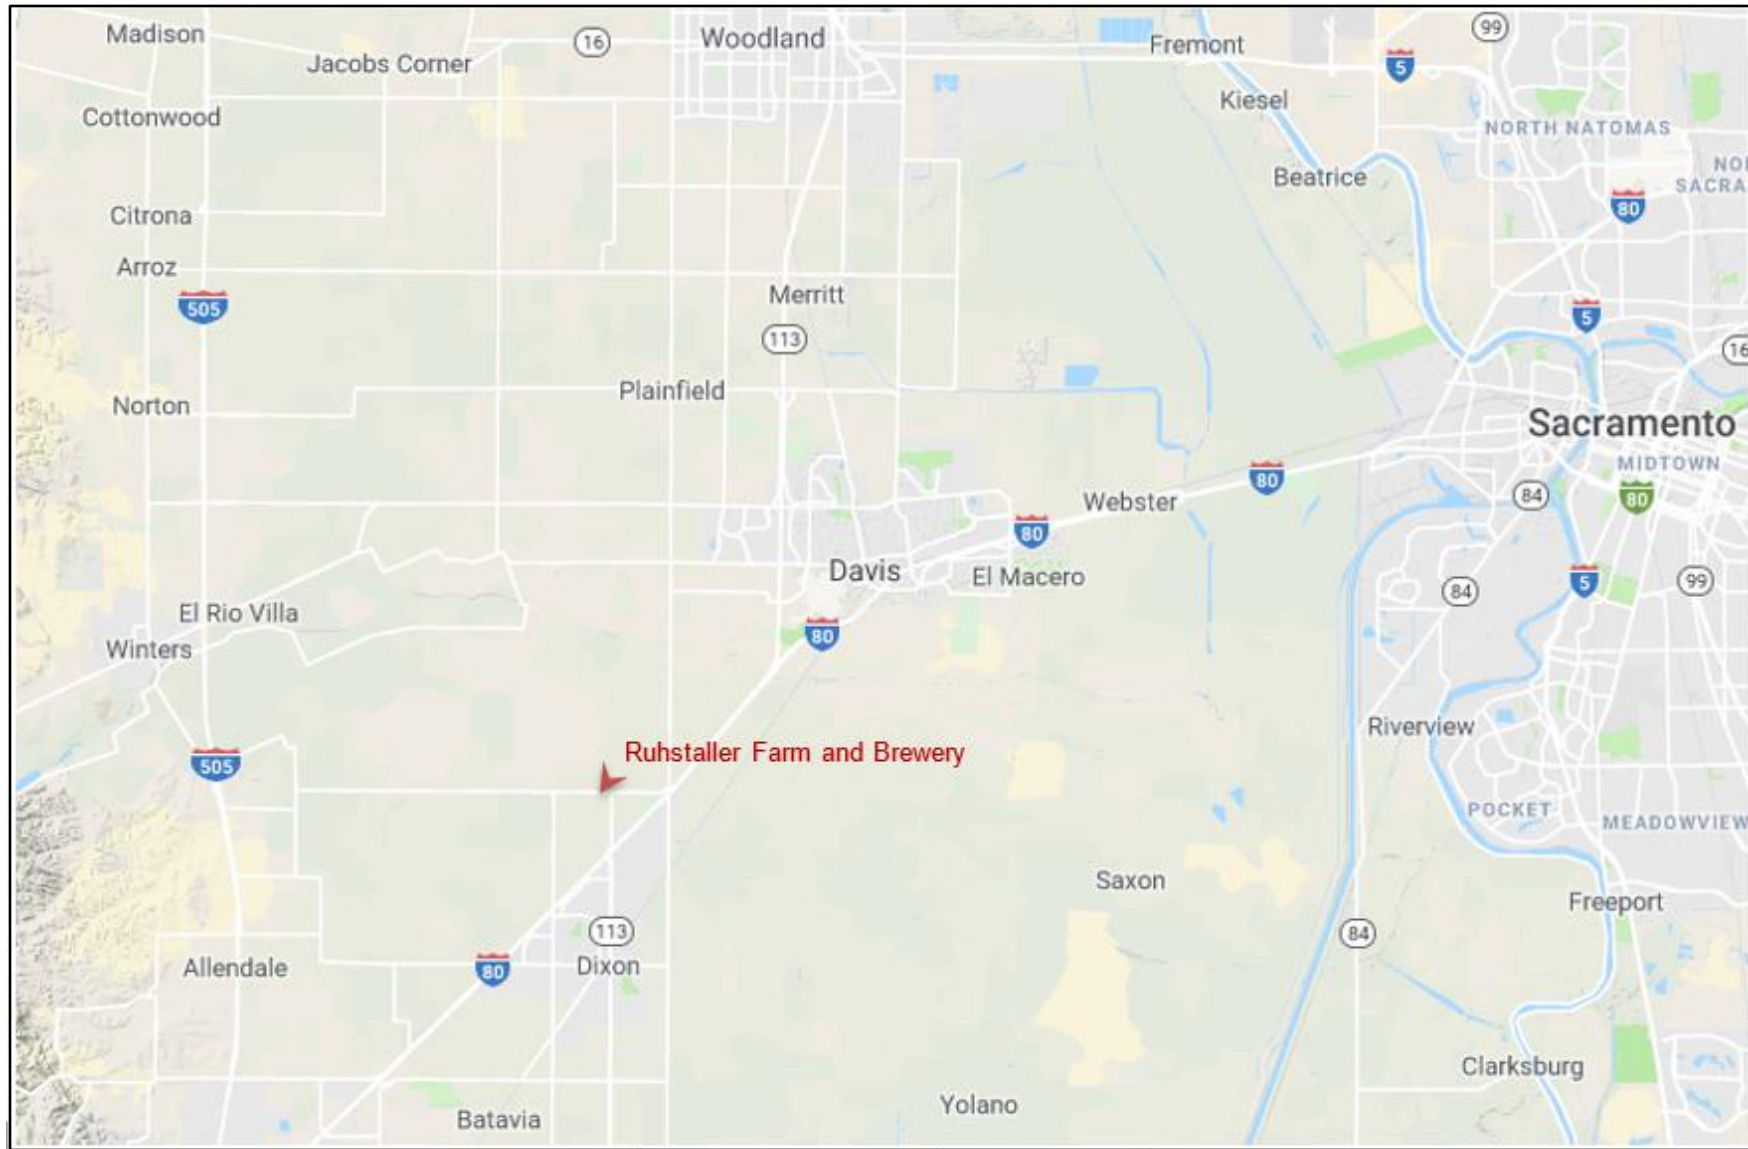 Madison
Jacobs Corner
16
Woodland
Fremont
99
5
Cottonwood
Kiesel
NORTH NATOMAS
Beatrice
80
Citrona
Arroz
505
Merritt
113
5
16
Norton
Plainfield
Sacramento
MIDTOWN
80
Webster
84
80
80
Davis
El Macero
84
5
99
El Rio Villa
Winters
80
Riverview
505
Ruhstaller Farm and Brewery
POCKET
MEADOWVIEW
Saxon
Freeport
113
84
Allendale
80
Dixon
Clarksburg
Batavia
Yolano